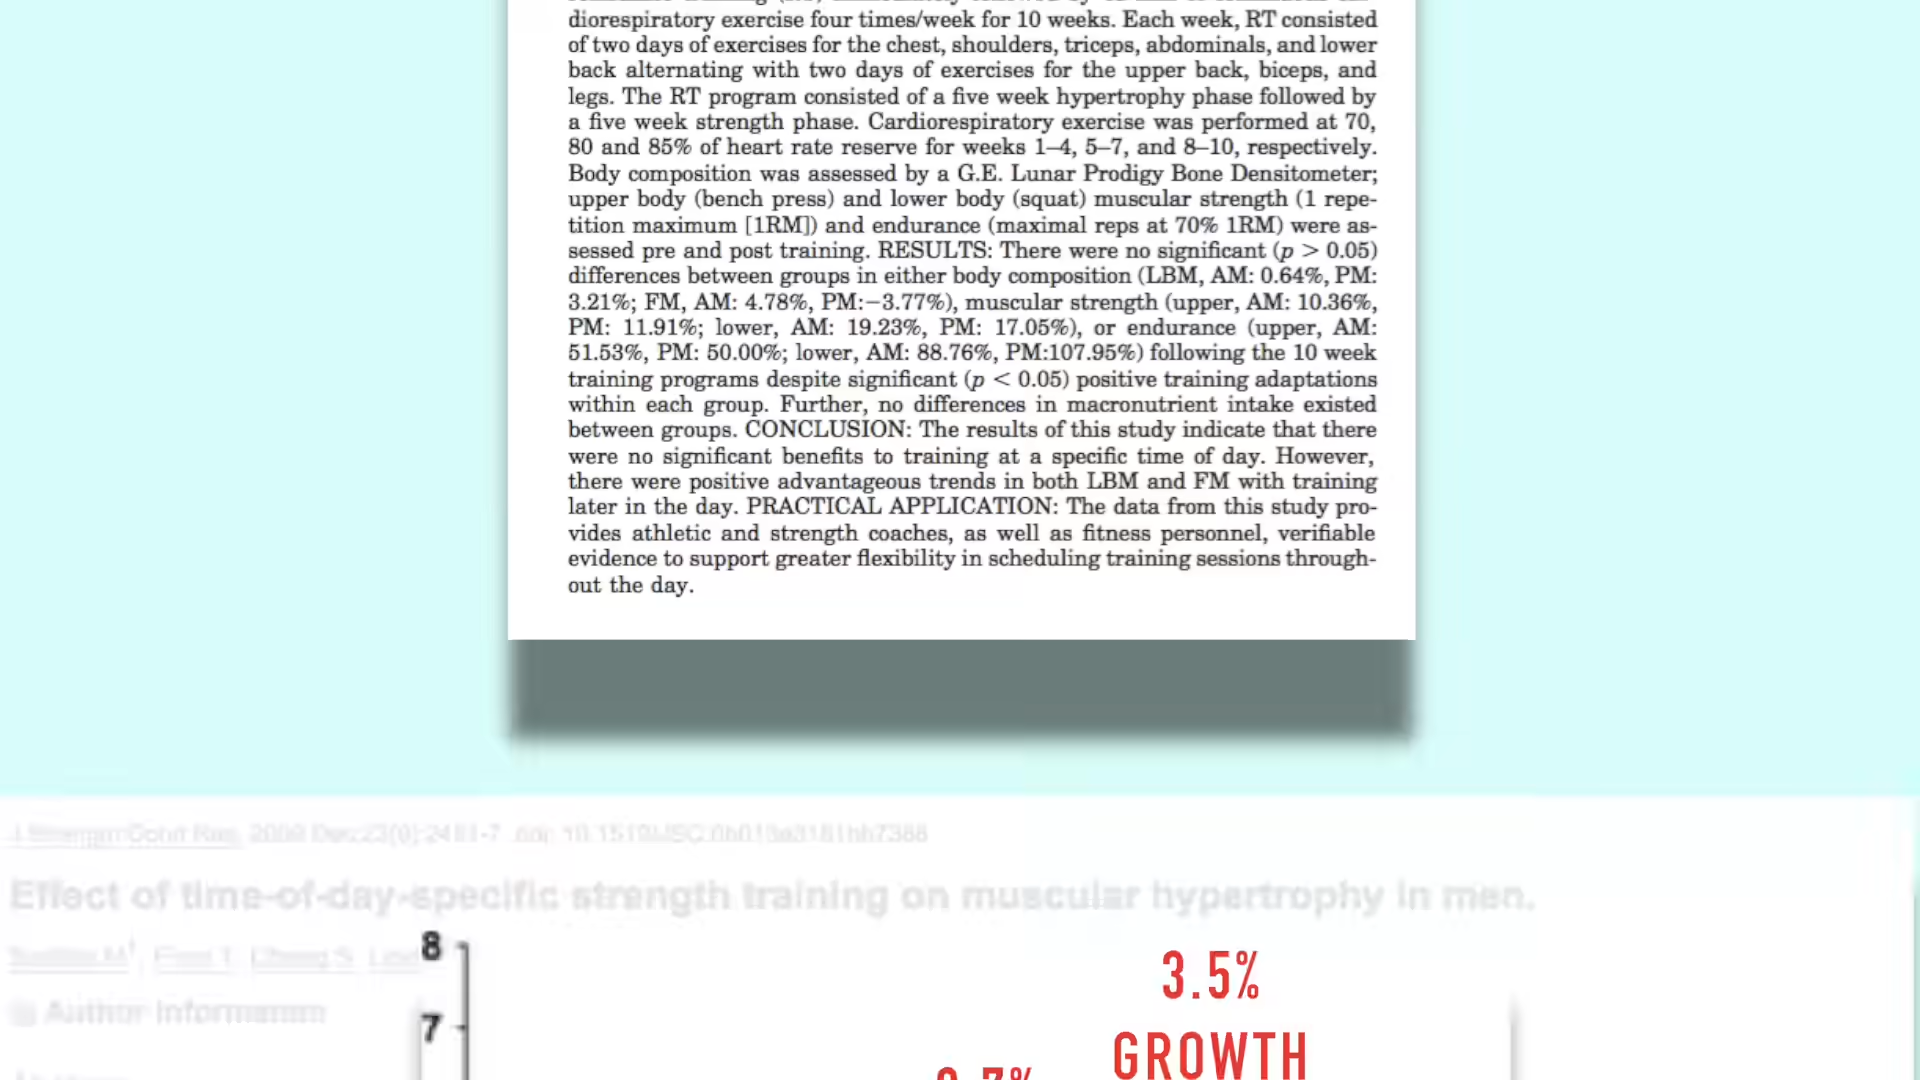 diorespiratory exercise four times/week for 10 weeks. Each week, RT consisted
of two days of exercises for the chest, shoulders, triceps, abdominals, and lower
back alternating with two days of exercises for the upper back, biceps, and
legs. The RT program consisted of a five week hypertrophy phase followed by
a five week strength phase. Cardiorespiratory exercise was performed at 70,
80 and 85% of heart rate reserve for weeks 1–4, 5–7, and 8–10, respectively.
Body composition was assessed by a G.E. Lunar Prodigy Bone Densitometer;
upper body (bench press) and lower body (squat) muscular strength (1 repe-
tition maximum [1RM]) and endurance (maximal reps at 70% 1RM) were as-
sessed pre and post training. RESULTS: There were no significant (p > 0.05)
differences between groups in either body composition (LBM, AM: 0.64%, PM:
3.21%; FM, AM: 4.78%, PM:−3.77%), muscular strength (upper, AM: 10.36%,
PM: 11.91%; lower, AM: 19.23%, PM: 17.05%), or endurance (upper, AM:
51.53%, PM: 50.00%; lower, AM: 88.76%, PM:107.95%) following the 10 week
training programs despite significant (p < 0.05) positive training adaptations
within each group. Further, no differences in macronutrient intake existed
between groups. CONCLUSION: The results of this study indicate that there
were no significant benefits to training at a specific time of day. However,
there were positive advantageous trends in both LBM and FM with training
later in the day. PRACTICAL APPLICATION: The data from this study pro-
vides athletic and strength coaches, as well as fitness personnel, verifiable
evidence to support greater flexibility in scheduling training sessions through-
out the day.
Effect of time-of-day-specific strength training on muscular hypertrophy in men.
Author information
8
7
3.5%
GROWTH